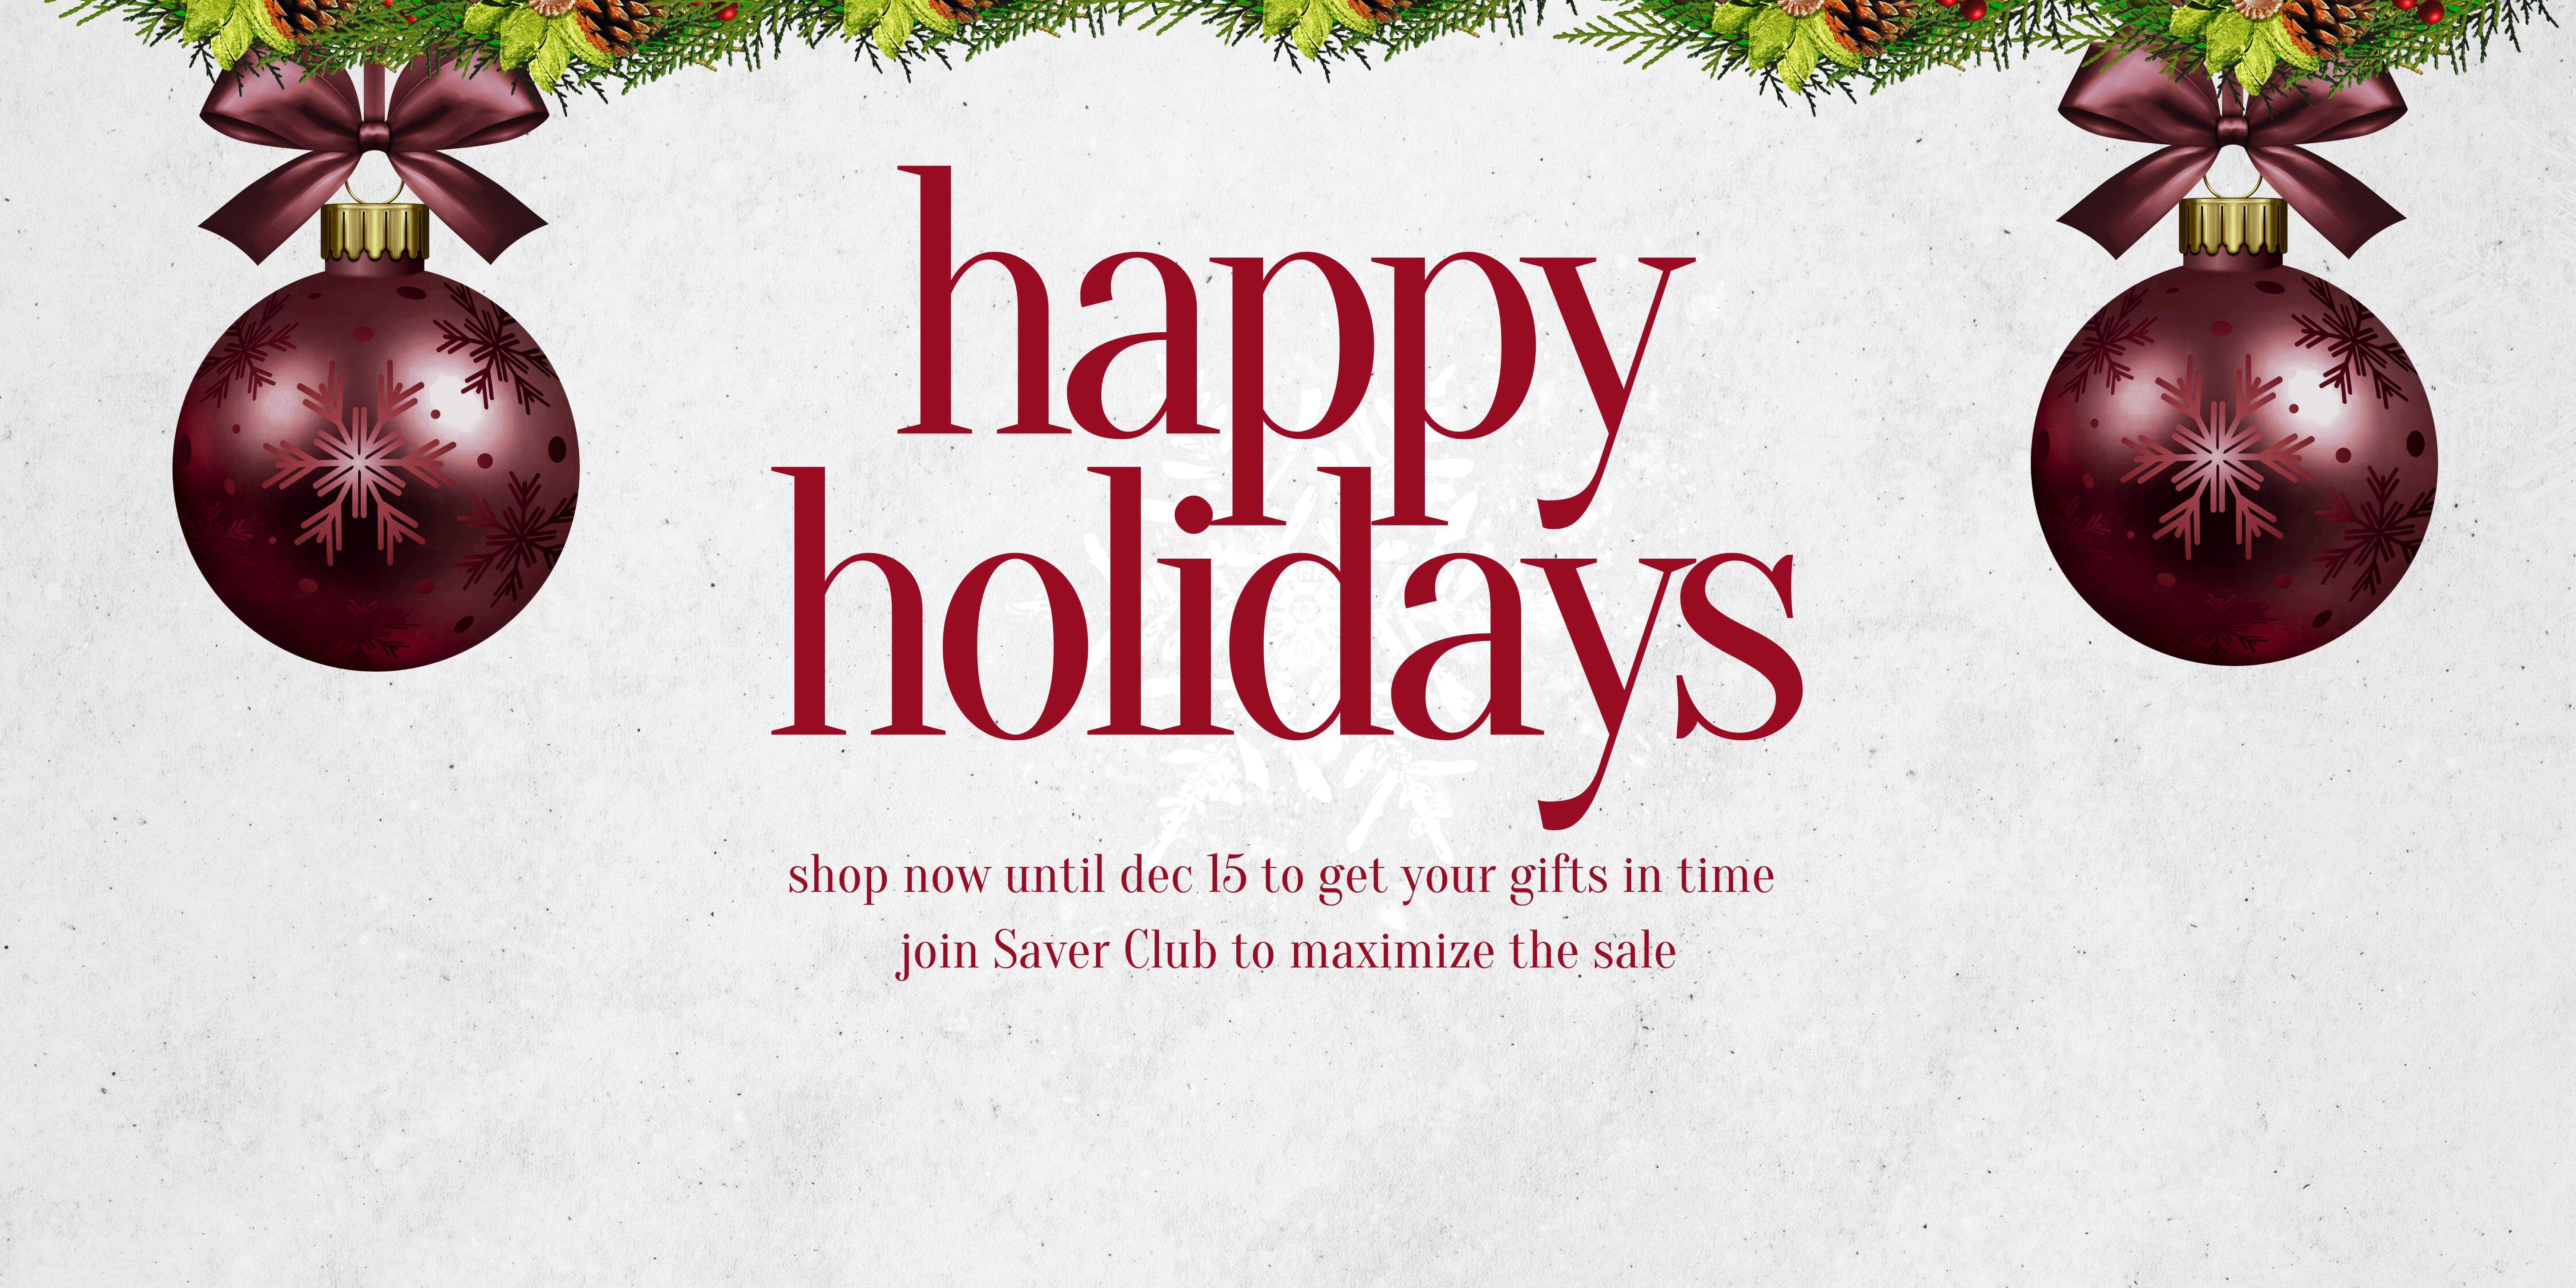 happy
holidays
shop now until dec 15 to get your gifts in time
join Saver Club to maximize the sale